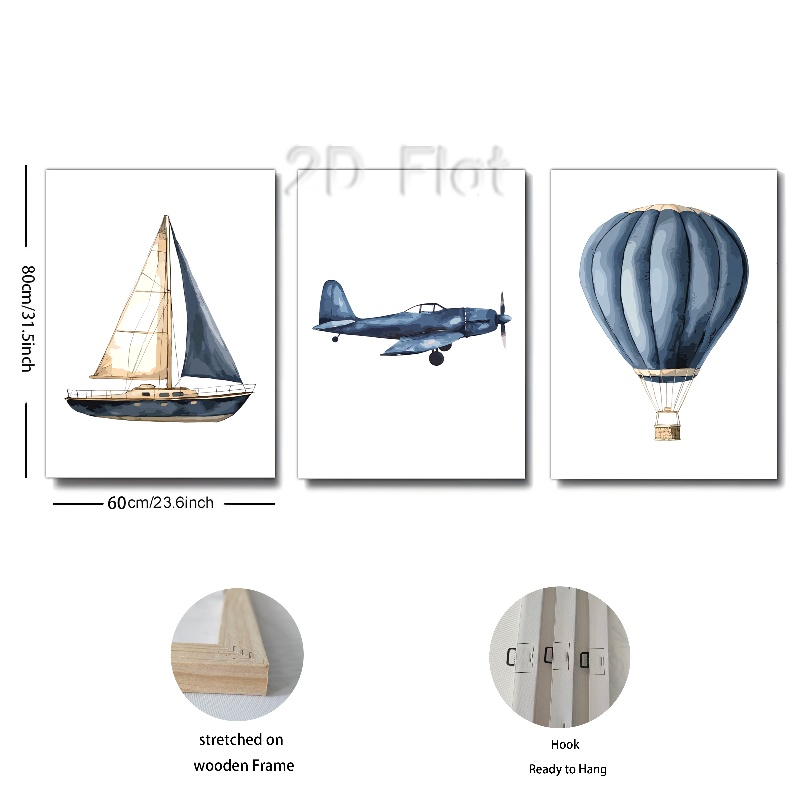 2D Flat
80cm/31.5inch
60cm/23.6inch
stretched on
wooden Frame
Hook
Ready to Hang